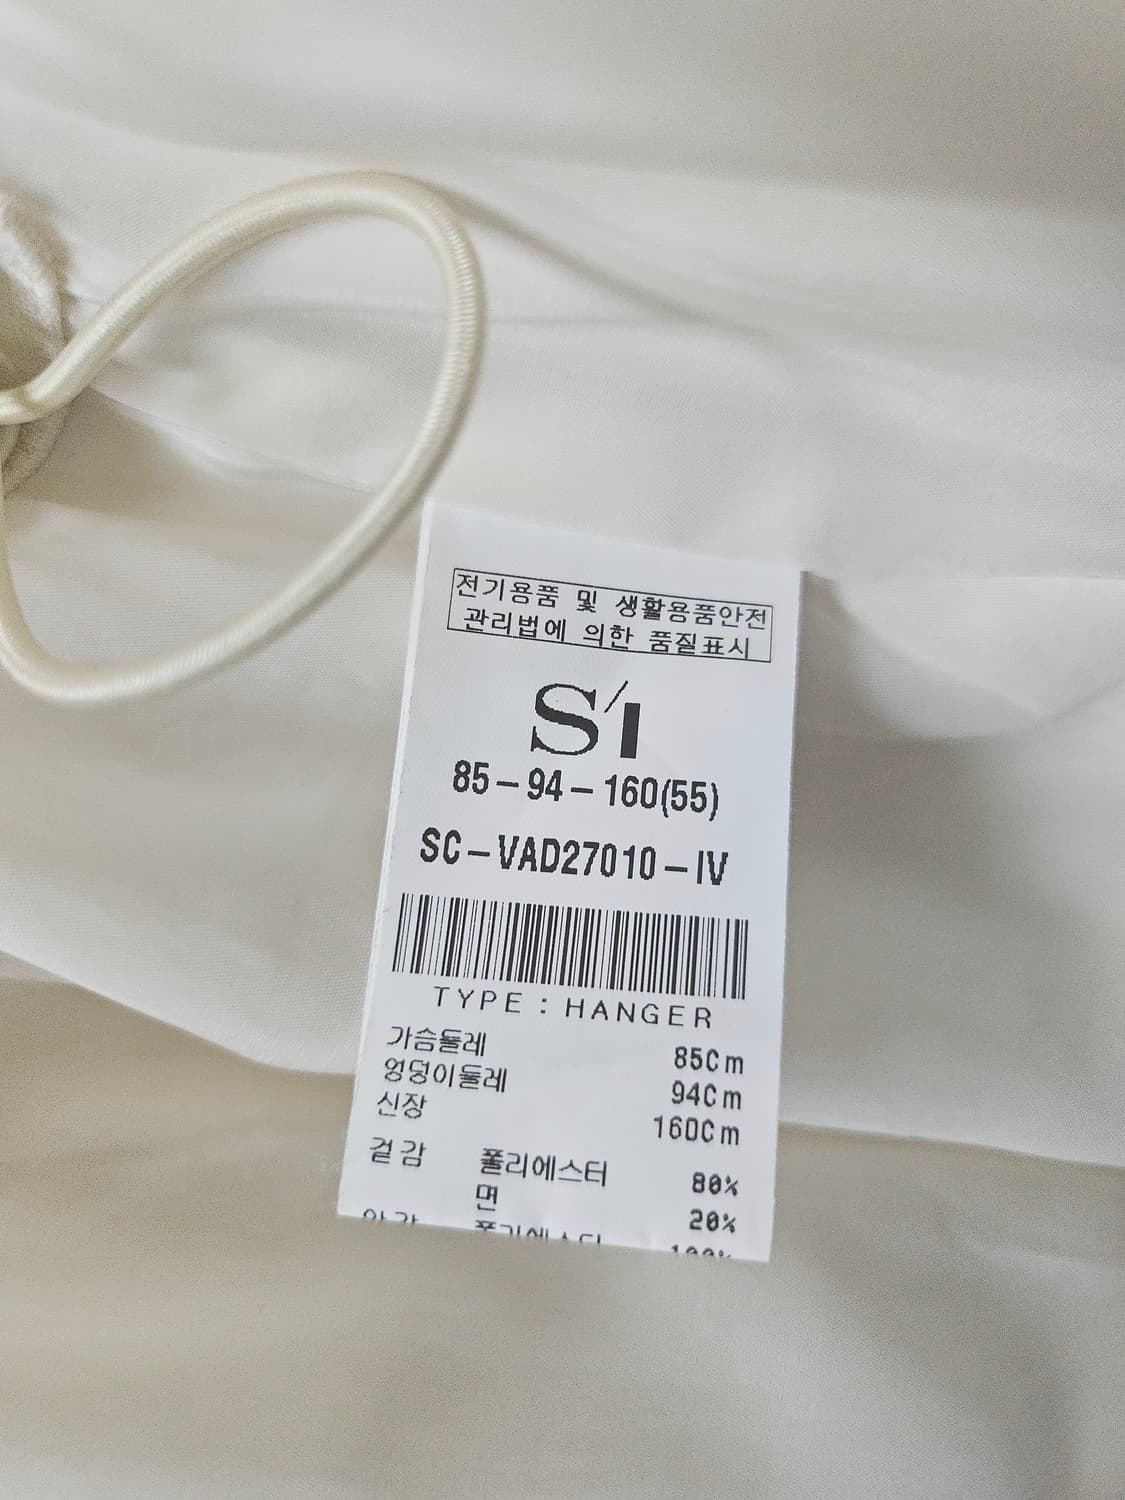 전기용품 및 생활용품안전
관리법에 의한 품질표시
S/I
85-94-160(55)
SC-VAD27010-IV
TYPE : HANGER
가슴둘레 85Cm
엉덩이둘레 94Cm
신장 160Cm
겉감 폴리에스터 80%
면 20%